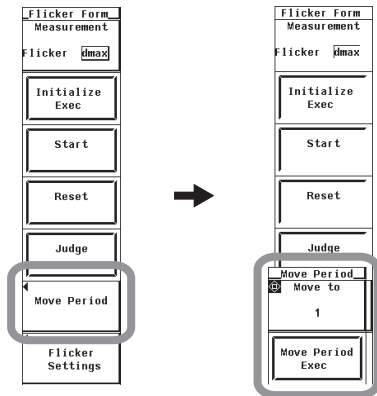 Flicker Form
Measurement
Flicker dmax
Initialize
Exec
Start
Reset
Judge
Move Period
Flicker
Settings
Flicker Form
Measurement
Flicker dmax
Initialize
Exec
Start
Reset
Judge
Move Period
Move to
1
Move Period
Exec